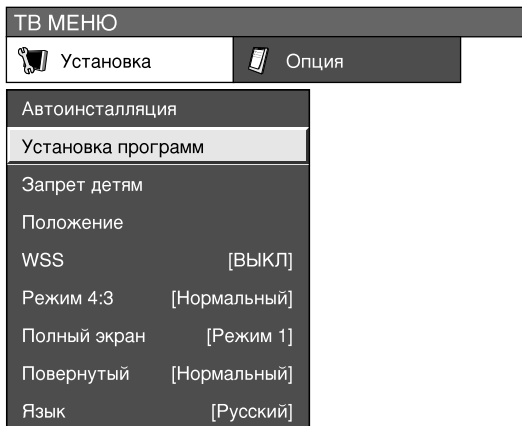 ТВ МЕНЮ
Установка Опция
Автоинсталляция
Установка программ
Запрет детям
Положение
WSS [ВЫКЛ]
Режим 4:3 [Нормальный]
Полный экран [Режим 1]
Повернутый [Нормальный]
Язык [Русский]